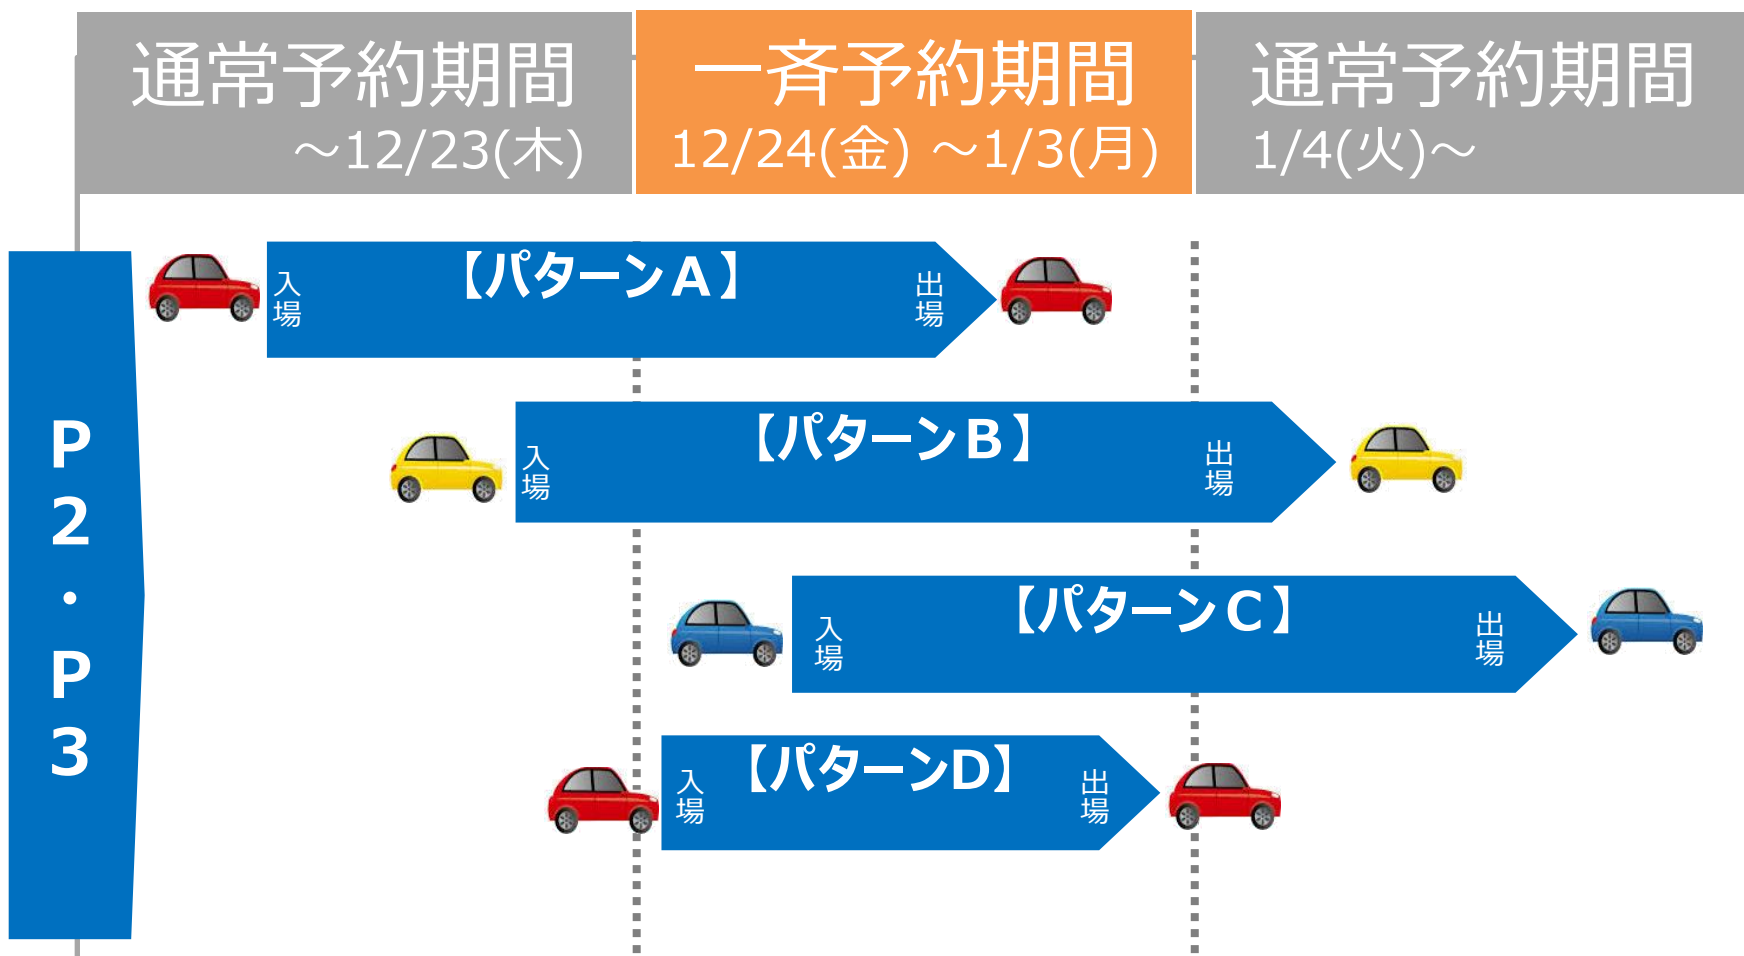 通常予約期間
～12/23(木)
一斉予約期間
12/24(金) ～1/3(月)
通常予約期間
1/4(火)～
P2・P3
入場
【パターンA】
出場
入場
【パターンB】
出場
入場
【パターンC】
出場
入場
【パターンD】
出場